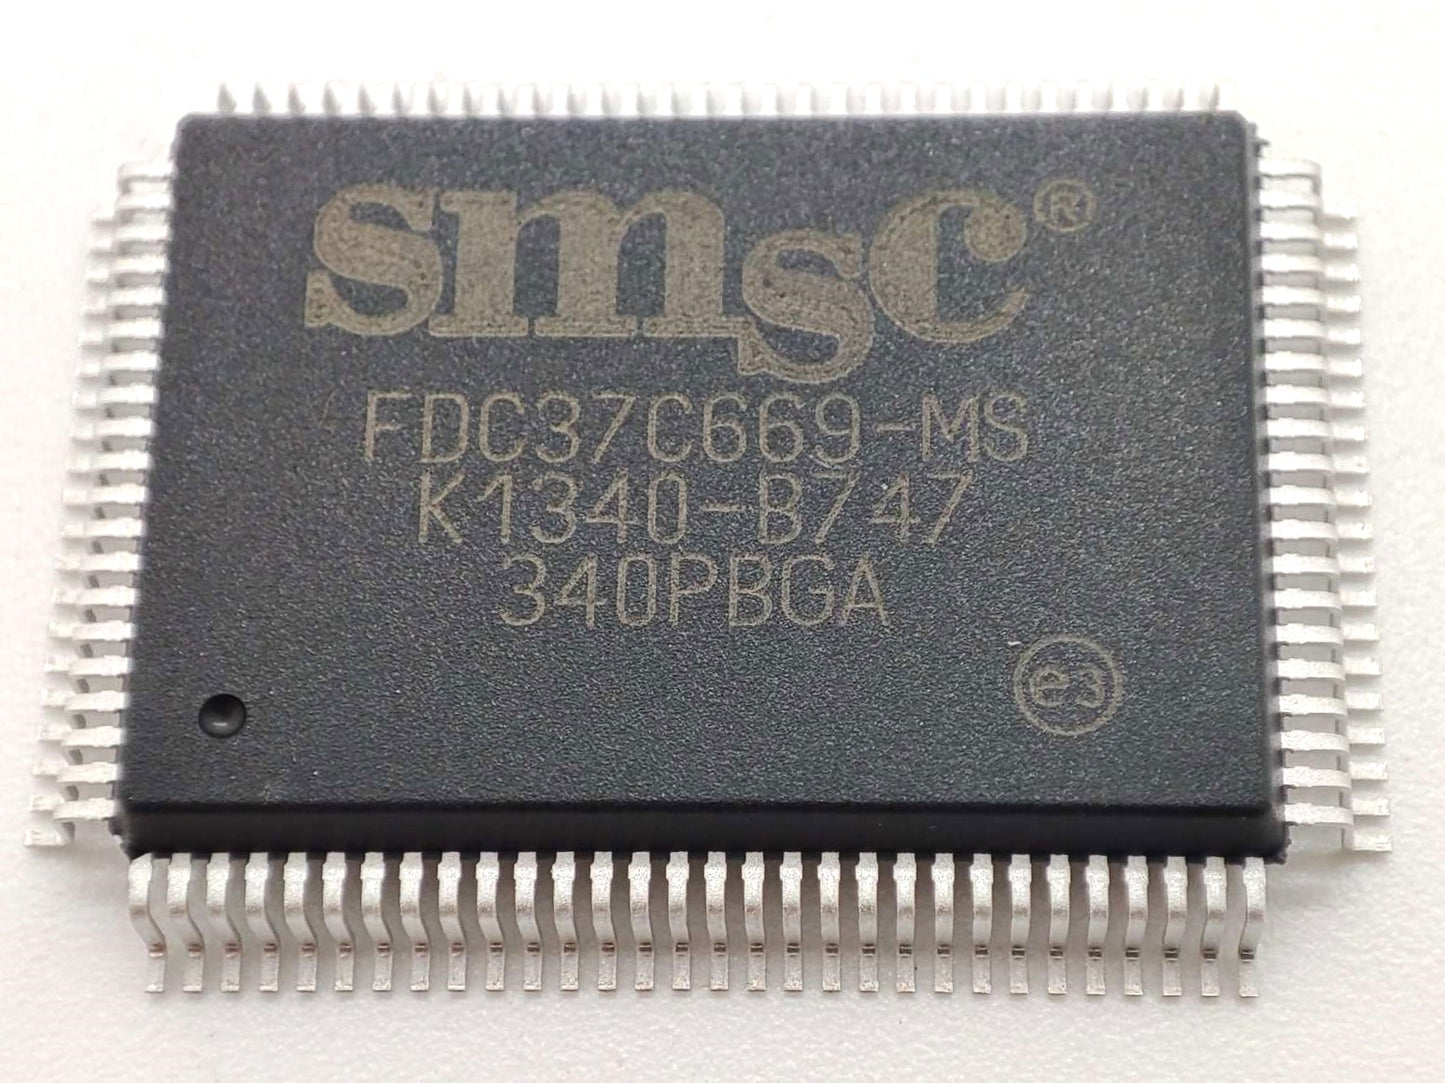 smsc®
FDC37C669-MS
K1340-B747
340PBGA
e3